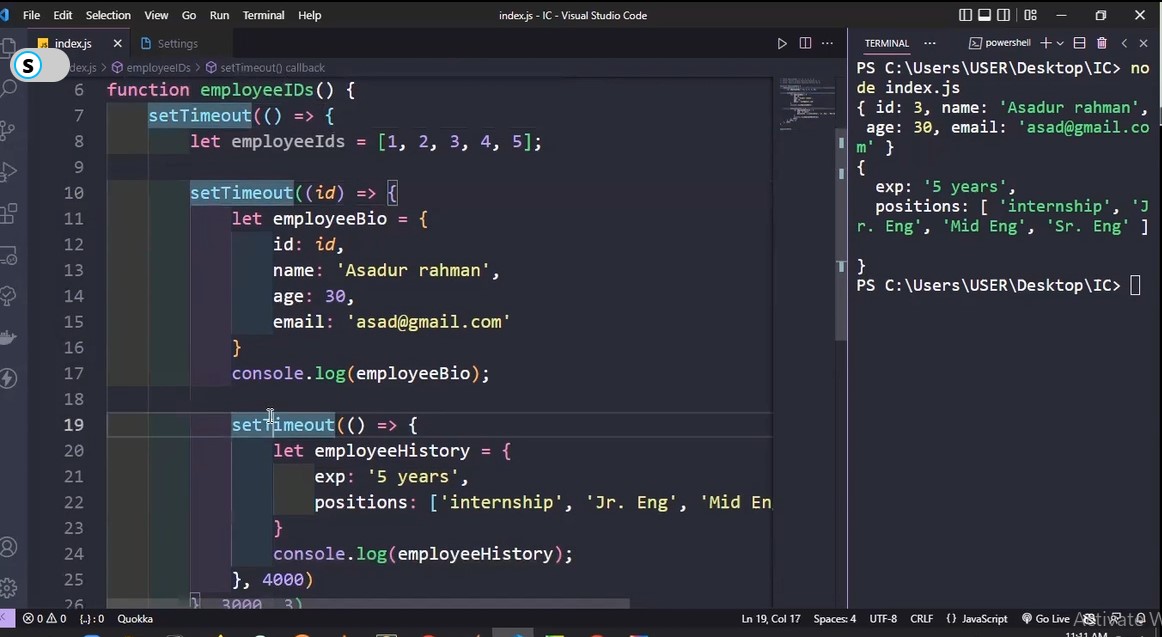 File Edit Selection View Go Run Terminal Help index.js - IC - Visual Studio Code
index.js Settings
S
dex.js > employeeIDs > setTimeout() callback
6 function employeeIDs() {
7 setTimeout(() => {
8 let employeeIds = [1, 2, 3, 4, 5];
9
10 setTimeout((id) => {
11 let employeeBio = {
12 id: id,
13 name: 'Asadur rahman',
14 age: 30,
15 email: 'asad@gmail.com'
16 }
17 console.log(employeeBio);
18
19 setTimeout(() => {
20 let employeeHistory = {
21 exp: '5 years',
22 positions: ['internship', 'Jr. Eng', 'Mid En
23 }
24 console.log(employeeHistory);
25 }, 4000)
26 }, 3000, 3)
TERMINAL ... powershell
PS C:\Users\USER\Desktop\IC> no
de index.js
{ id: 3, name: 'Asadur rahman',
age: 30, email: 'asad@gmail.co
m' }
{
exp: '5 years',
positions: [ 'internship', 'J
r. Eng', 'Mid Eng', 'Sr. Eng' ]
}
PS C:\Users\USER\Desktop\IC>
0 0 {..}: 0 Quokka Ln 19, Col 17 Spaces: 4 UTF-8 CRLF {} JavaScript Go Live
Activate W
11:11 AM